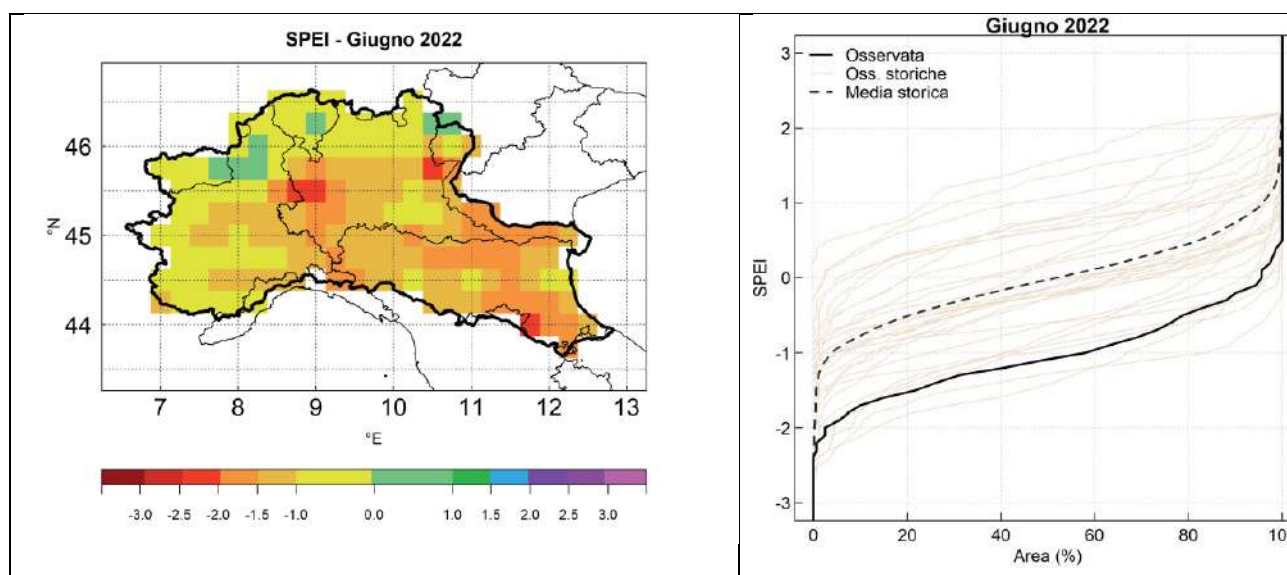 SPEI - Giugno 2022
46
45
44
°N
7 8 9 10 11 12 13
°E
-3.0 -2.5 -2.0 -1.5 -1.0 0.0 1.0 1.5 2.0 2.5 3.0
Giugno 2022
Osservata
Oss. storiche
Media storica
3
2
1
0
-1
-2
-3
SPEI
0 20 40 60 80 100
Area (%)